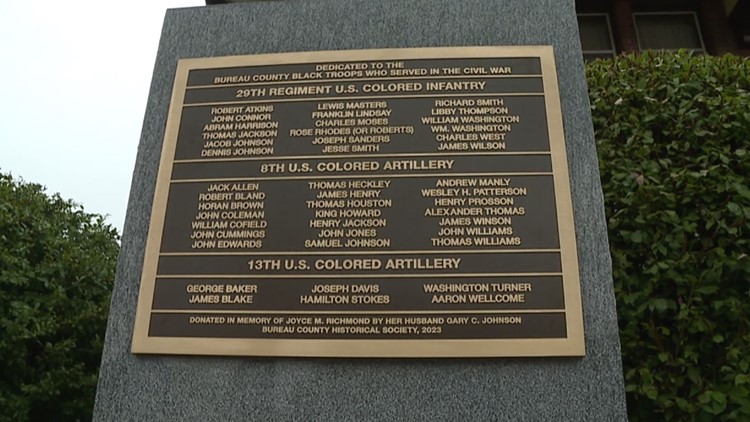 DEDICATED TO THE
BUREAU COUNTY BLACK TROOPS WHO SERVED IN THE CIVIL WAR
29TH REGIMENT U.S. COLORED INFANTRY
ROBERT ATKINS
JOHN CONNOR
ABRAM HARRISON
THOMAS JACKSON
JACOB JOHNSON
DENNIS JOHNSON
LEWIS MASTERS
FRANKLIN LINDSAY
CHARLES MOSES
ROSE RHODES (OR ROBERTS)
JOSEPH SANDERS
JESSE SMITH
RICHARD SMITH
LIBBY THOMPSON
WILLIAM WASHINGTON
WM. WASHINGTON
CHARLES WEST
JAMES WILSON
8TH U.S. COLORED ARTILLERY
JACK ALLEN
ROBERT BLAND
HORAN BROWN
JOHN COLEMAN
WILLIAM COFIELD
JOHN CUMMINGS
JOHN EDWARDS
THOMAS HECKLEY
JAMES HENRY
THOMAS HOUSTON
KING HOWARD
HENRY JACKSON
JOHN JONES
SAMUEL JOHNSON
ANDREW MANLY
WESLEY H. PATTERSON
HENRY PROSSON
ALEXANDER THOMAS
JAMES WINSON
JOHN WILLIAMS
THOMAS WILLIAMS
13TH U.S. COLORED ARTILLERY
GEORGE BAKER
JAMES BLAKE
JOSEPH DAVIS
HAMILTON STOKES
WASHINGTON TURNER
AARON WELLCOME
DONATED IN MEMORY OF JOYCE M. RICHMOND BY HER HUSBAND GARY C. JOHNSON
BUREAU COUNTY HISTORICAL SOCIETY, 2023